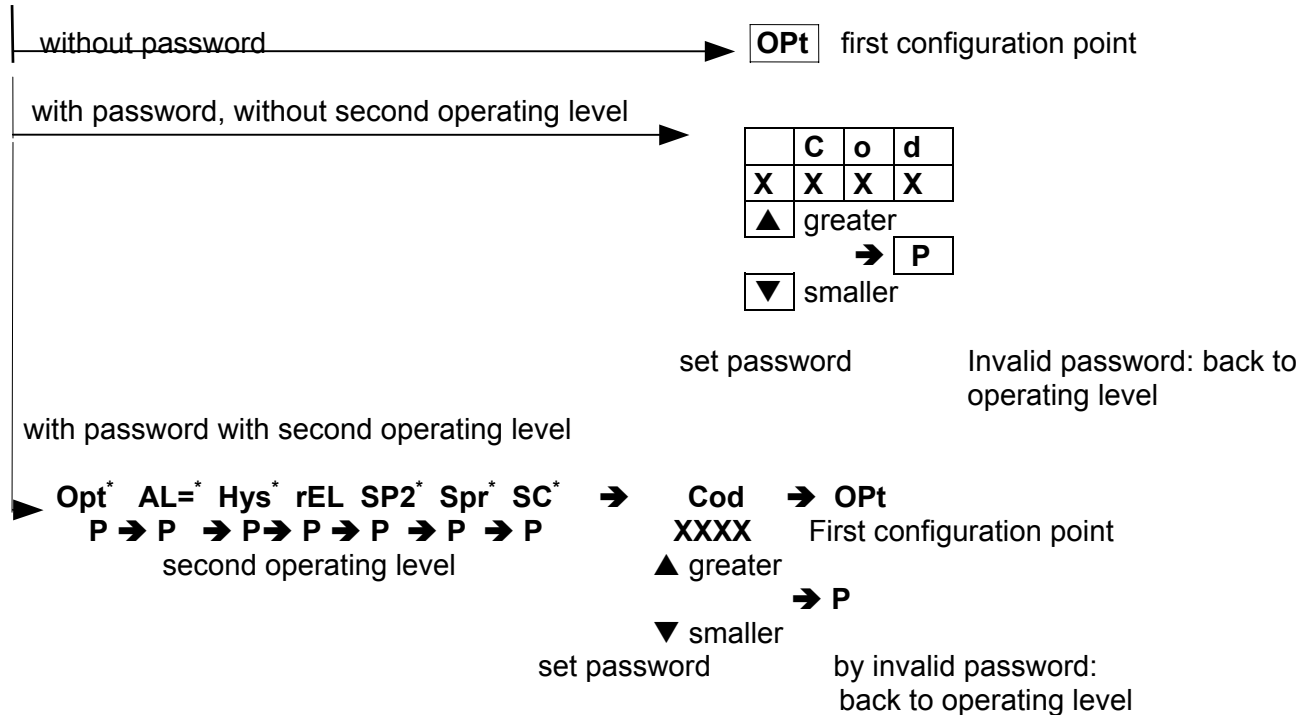 without password OPt first configuration point
with password, without second operating level
C o d
X X X X
▲ greater
➔ P
▼ smaller
set password Invalid password: back to
operating level
with password with second operating level
Opt* AL=* Hys* rEL SP2* Spr* SC* ➔ Cod ➔ OPt
P ➔ P ➔ P ➔ P ➔ P ➔ P ➔ P XXXX First configuration point
second operating level ▲ greater
➔ P
▼ smaller
set password by invalid password:
back to operating level